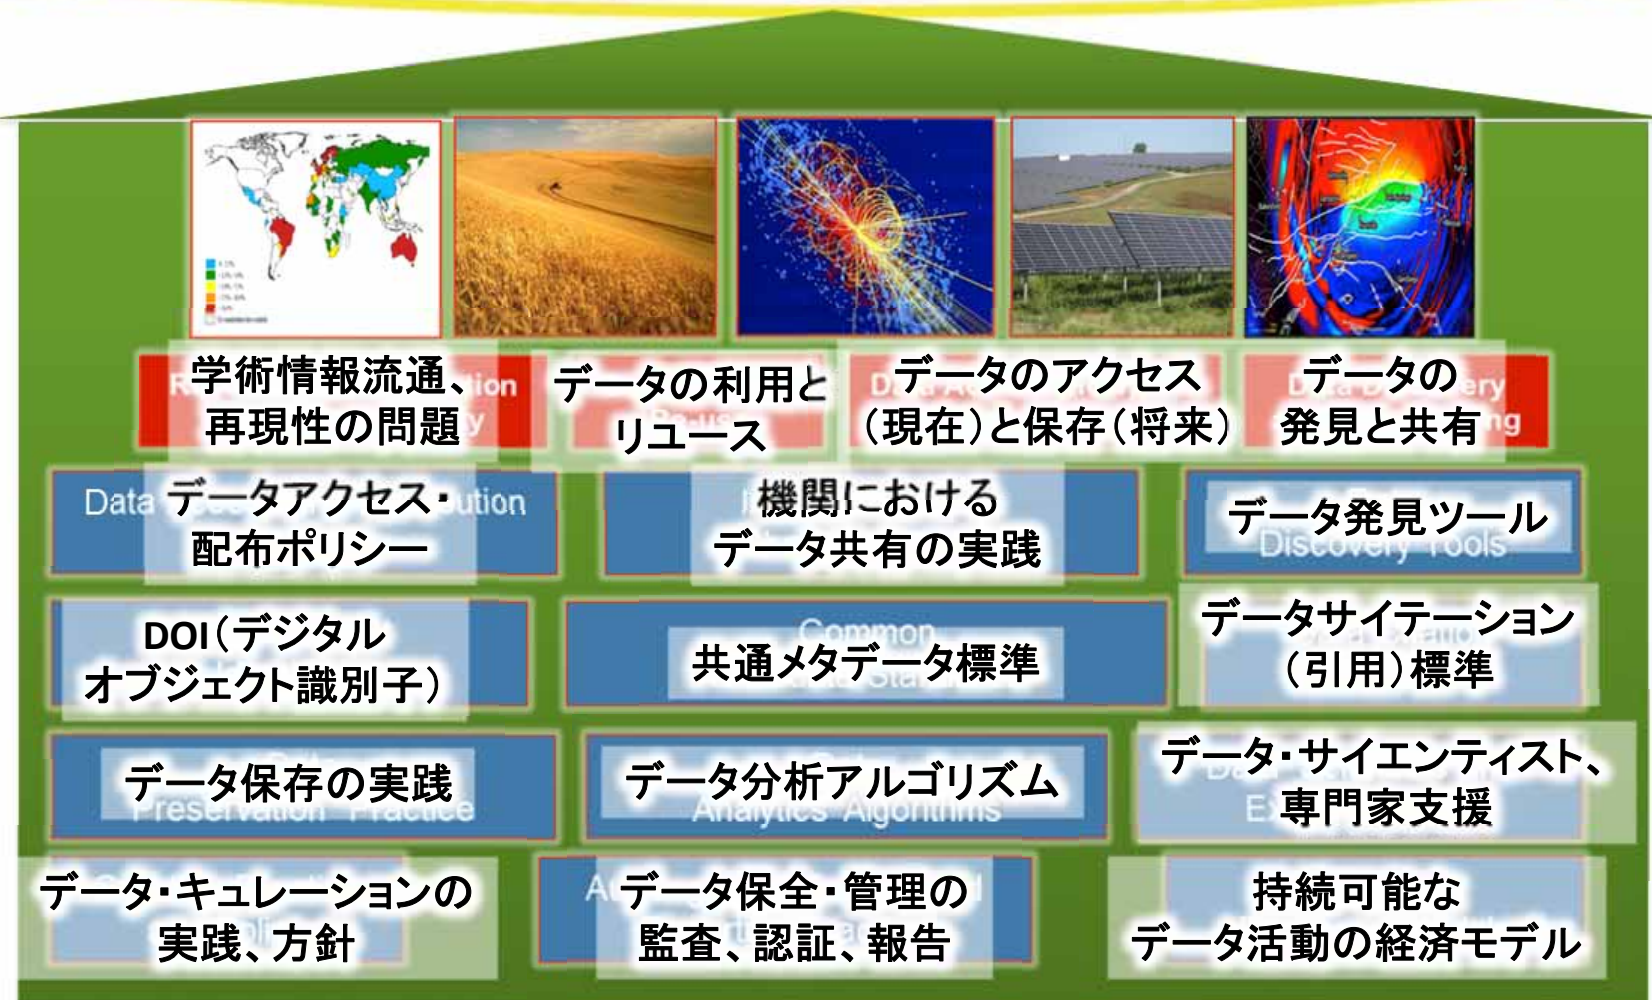 学術情報流通、
再現性の問題
データの利用と
リユース
データのアクセス
（現在）と保存（将来）
データの
発見と共有
Data
データアクセス・
ution
配布ポリシー
機関における
データ共有の実践
データ発見ツール
Discovery Tools
DOI（デジタル
オブジェクト識別子）
Common
共通メタデータ標準
データサイテーション
（引用）標準
データ保存の実践
Preservation Practice
データ分析アルゴリズム
Analytics Algorithms
データ・サイエンティスト、
専門家支援
データ・キュレーションの
実践、方針
データ保全・管理の
監査、認証、報告
持続可能な
データ活動の経済モデル